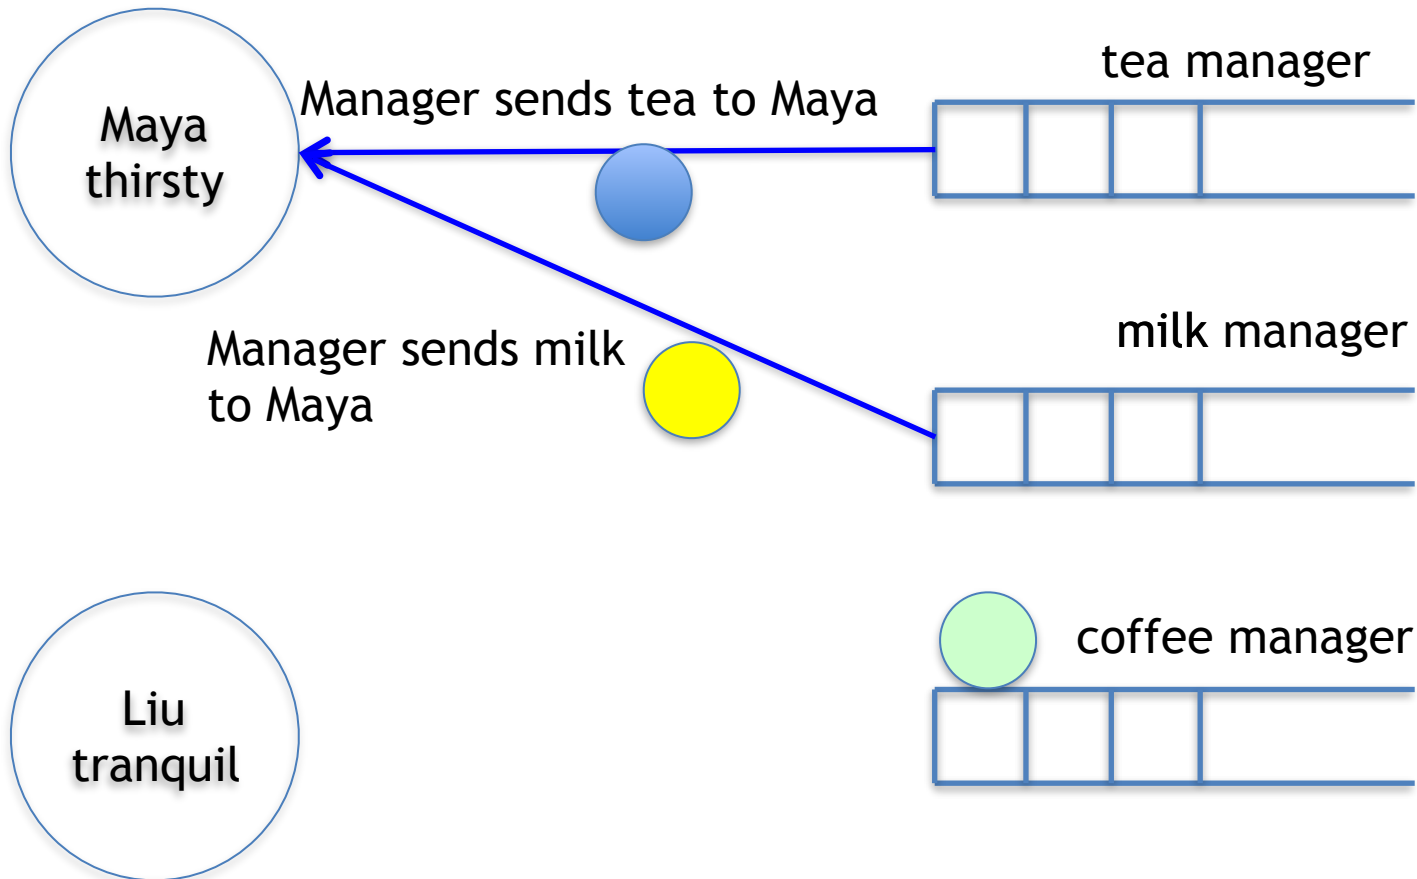 tea manager
Manager sends tea to Maya
Maya
thirsty
milk manager
Manager sends milk
to Maya
coffee manager
Liu
tranquil